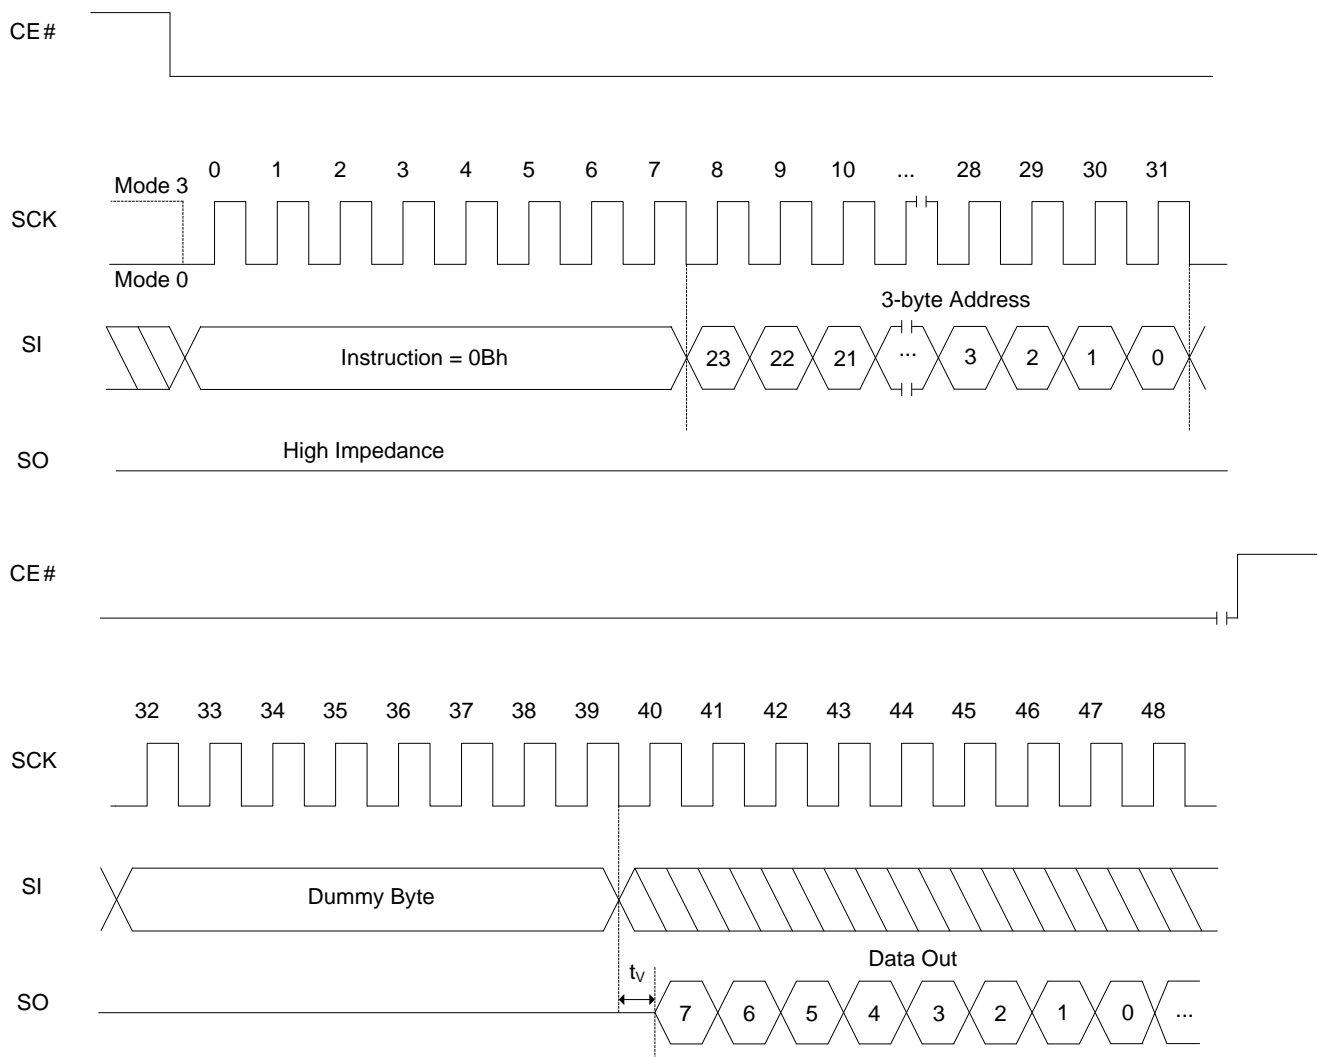 CE#
0 1 2 3 4 5 6 7 8 9 10 ... 28 29 30 31
Mode 3
SCK
Mode 0
3-byte Address
SI
Instruction = 0Bh
23 22 21 ... 3 2 1 0
High Impedance
SO
CE#
32 33 34 35 36 37 38 39 40 41 42 43 44 45 46 47 48
SCK
SI
Dummy Byte
Data Out
tV
SO
7 6 5 4 3 2 1 0 ...